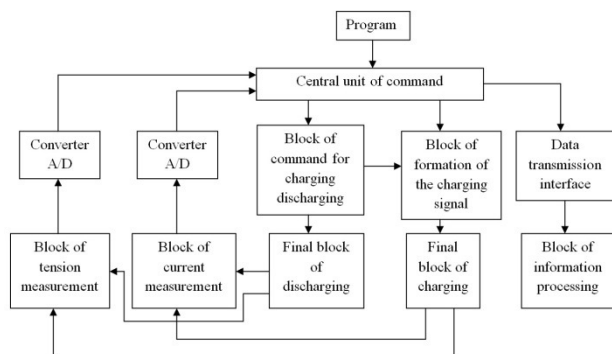 Program
Central unit of command
Converter
A/D
Converter
A/D
Block of
command for
charging
discharging
Block of
formation of
the charging
signal
Data
transmission
interface
Block of
tension
measurement
Block of
current
measurement
Final block
of
discharging
Final
block of
charging
Block of
information
processing